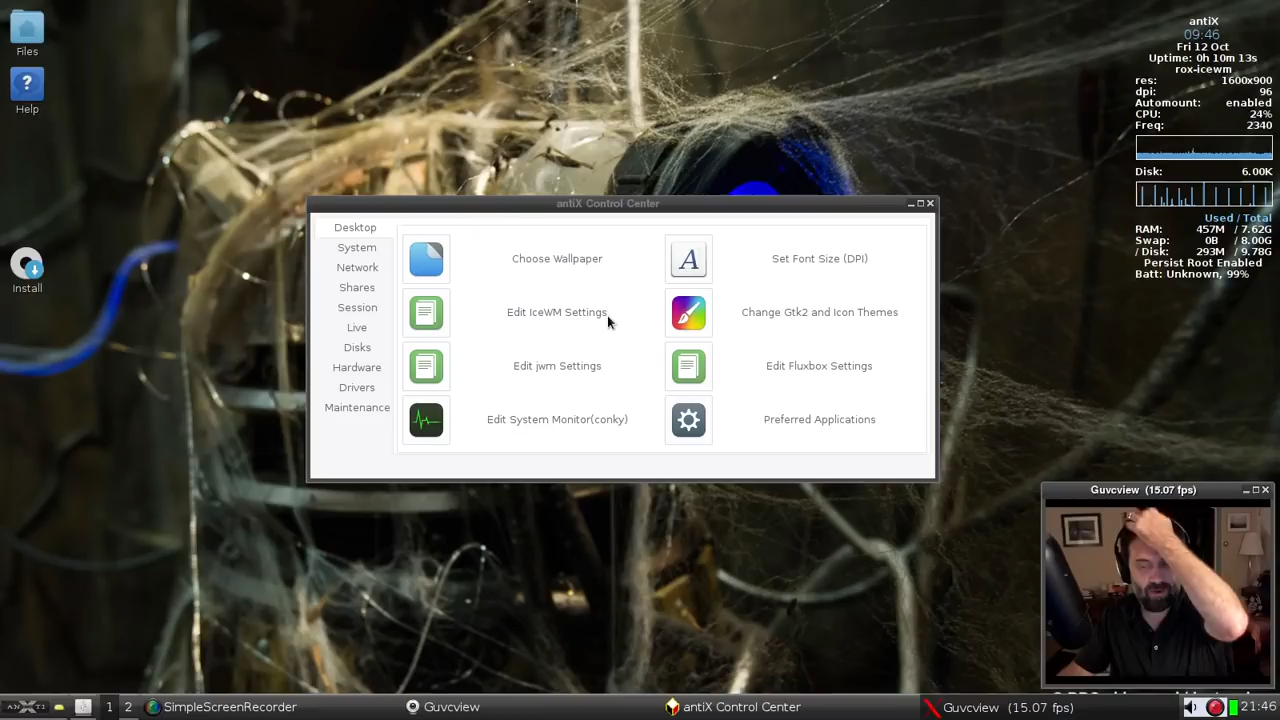 Files
Help
Install
antiX
09:46
Fri 12 Oct
Uptime: 0h 10m 13s
rox-icewm
res: 1600x900
dpi: 96
Automount: enabled
CPU: 24%
Freq: 2340
Disk: 6.00K
Used / Total
RAM: 457M / 7.62G
Swap: 0B / 8.00G
/ Disk: 293M / 9.78G
Persist Root Enabled
Batt: Unknown, 99%
antiX Control Center
Desktop
System
Network
Shares
Session
Live
Disks
Hardware
Drivers
Maintenance
Choose Wallpaper
Set Font Size (DPI)
A
Edit IceWM Settings
Change Gtk2 and Icon Themes
Edit jwm Settings
Edit Fluxbox Settings
Edit System Monitor(conky)
Preferred Applications
Guvcview (15.07 fps)
1 2 SimpleScreenRecorder Guvcview antiX Control Center Guvcview (15.07 fps) 21:46